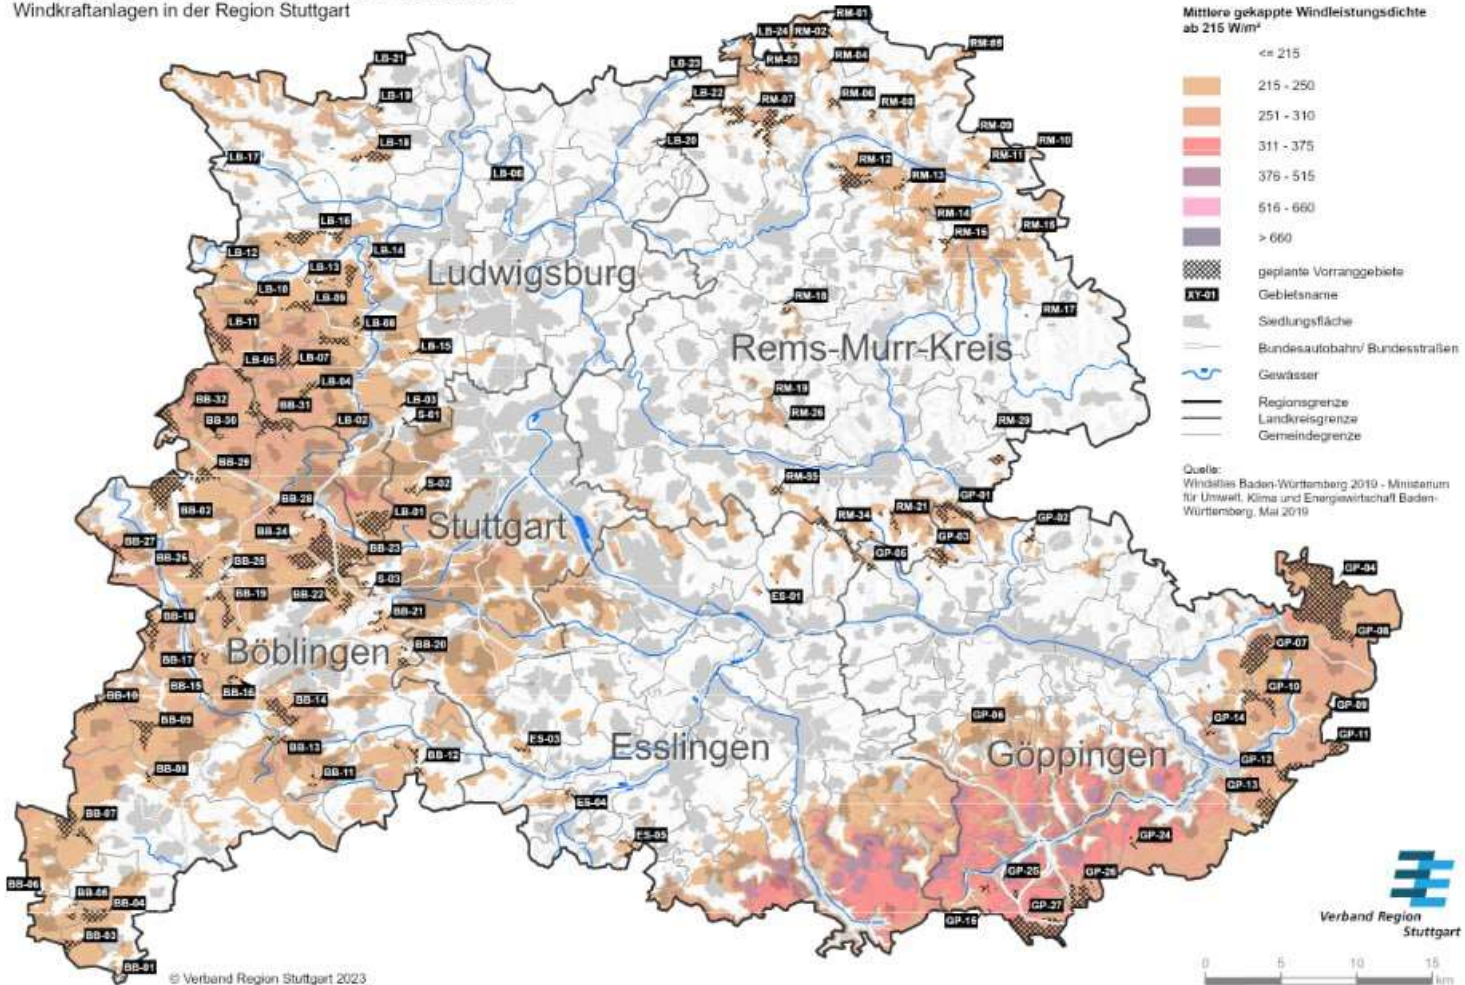 Windkraftanlagen in der Region Stuttgart
Mittlere gekappte Windleistungsdichte
ab 215 W/m²
<= 215
215 - 250
251 - 310
311 - 375
376 - 515
516 - 660
> 660
geplante Vorranggebiete
XY-01 Gebietsname
Siedlungsfläche
Bundesautobahn/ Bundesstraßen
Gewässer
Regionsgrenze
Landkreisgrenze
Gemeindegrenze
Quelle:
Windatlas Baden-Württemberg 2019 - Ministerium
für Umwelt, Klima und Energiewirtschaft Baden-
Württemberg, Mai 2019
RM-01
LB-24 RM-02
RM-05
LB-21
RM-03
RM-04
LB-23
LB-19
LB-22
RM-07
RM-06
RM-08
RM-09
LB-18
LB-20
RM-10
LB-17
RM-12
RM-11
LB-08
RM-13
LB-16
RM-14
RM-15
RM-16
LB-12
LB-14
LB-13
Ludwigsburg
LB-10
LB-09
RM-18
RM-17
LB-11
LB-15
Rems-Murr-Kreis
LB-05
LB-07
LB-04
RM-19
BB-32
BB-31
LB-03
RM-26
BB-30
LB-02
S-01
RM-29
BB-29
S-02
BB-28
GP-01
BB-02
LB-01
RM-34
RM-21
GP-02
BB-24
Stuttgart
BB-27
BB-23
GP-05
GP-03
BB-26
BB-25
S-03
GP-04
BB-19
BB-22
ES-01
BB-18
BB-21
GP-07
BB-20
Böblingen
BB-17
BB-10
BB-15
BB-16
BB-14
GP-10
GP-09
BB-09
GP-14
GP-11
BB-13
BB-12
ES-03
Esslingen
Göppingen
GP-12
BB-08
BB-11
GP-13
BB-07
ES-04
ES-05
GP-24
BB-06
GP-25
GP-26
BB-04
GP-27
BB-03
BB-01
© Verband Region Stuttgart 2023
Verband Region
Stuttgart
0 5 10 15
km